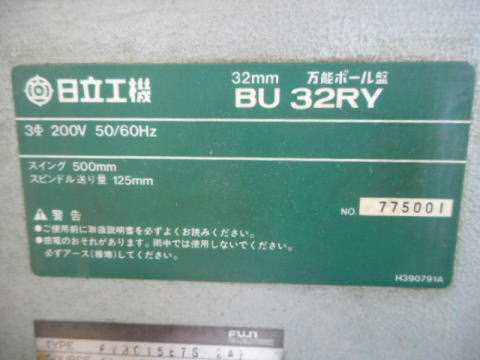 日立工機
32mm 万能ボール盤
BU 32RY
3Φ 200V 50/60Hz
スイング 500mm
スピンドル送り量 125mm
警告
●ご使用前に取扱説明書を必ずよくお読みください。
●感電のおそれがあります。雨中では使用しないでください。
必ずアース(接地)してください。
NO. 775001
H390791A
FUJI
TYPE